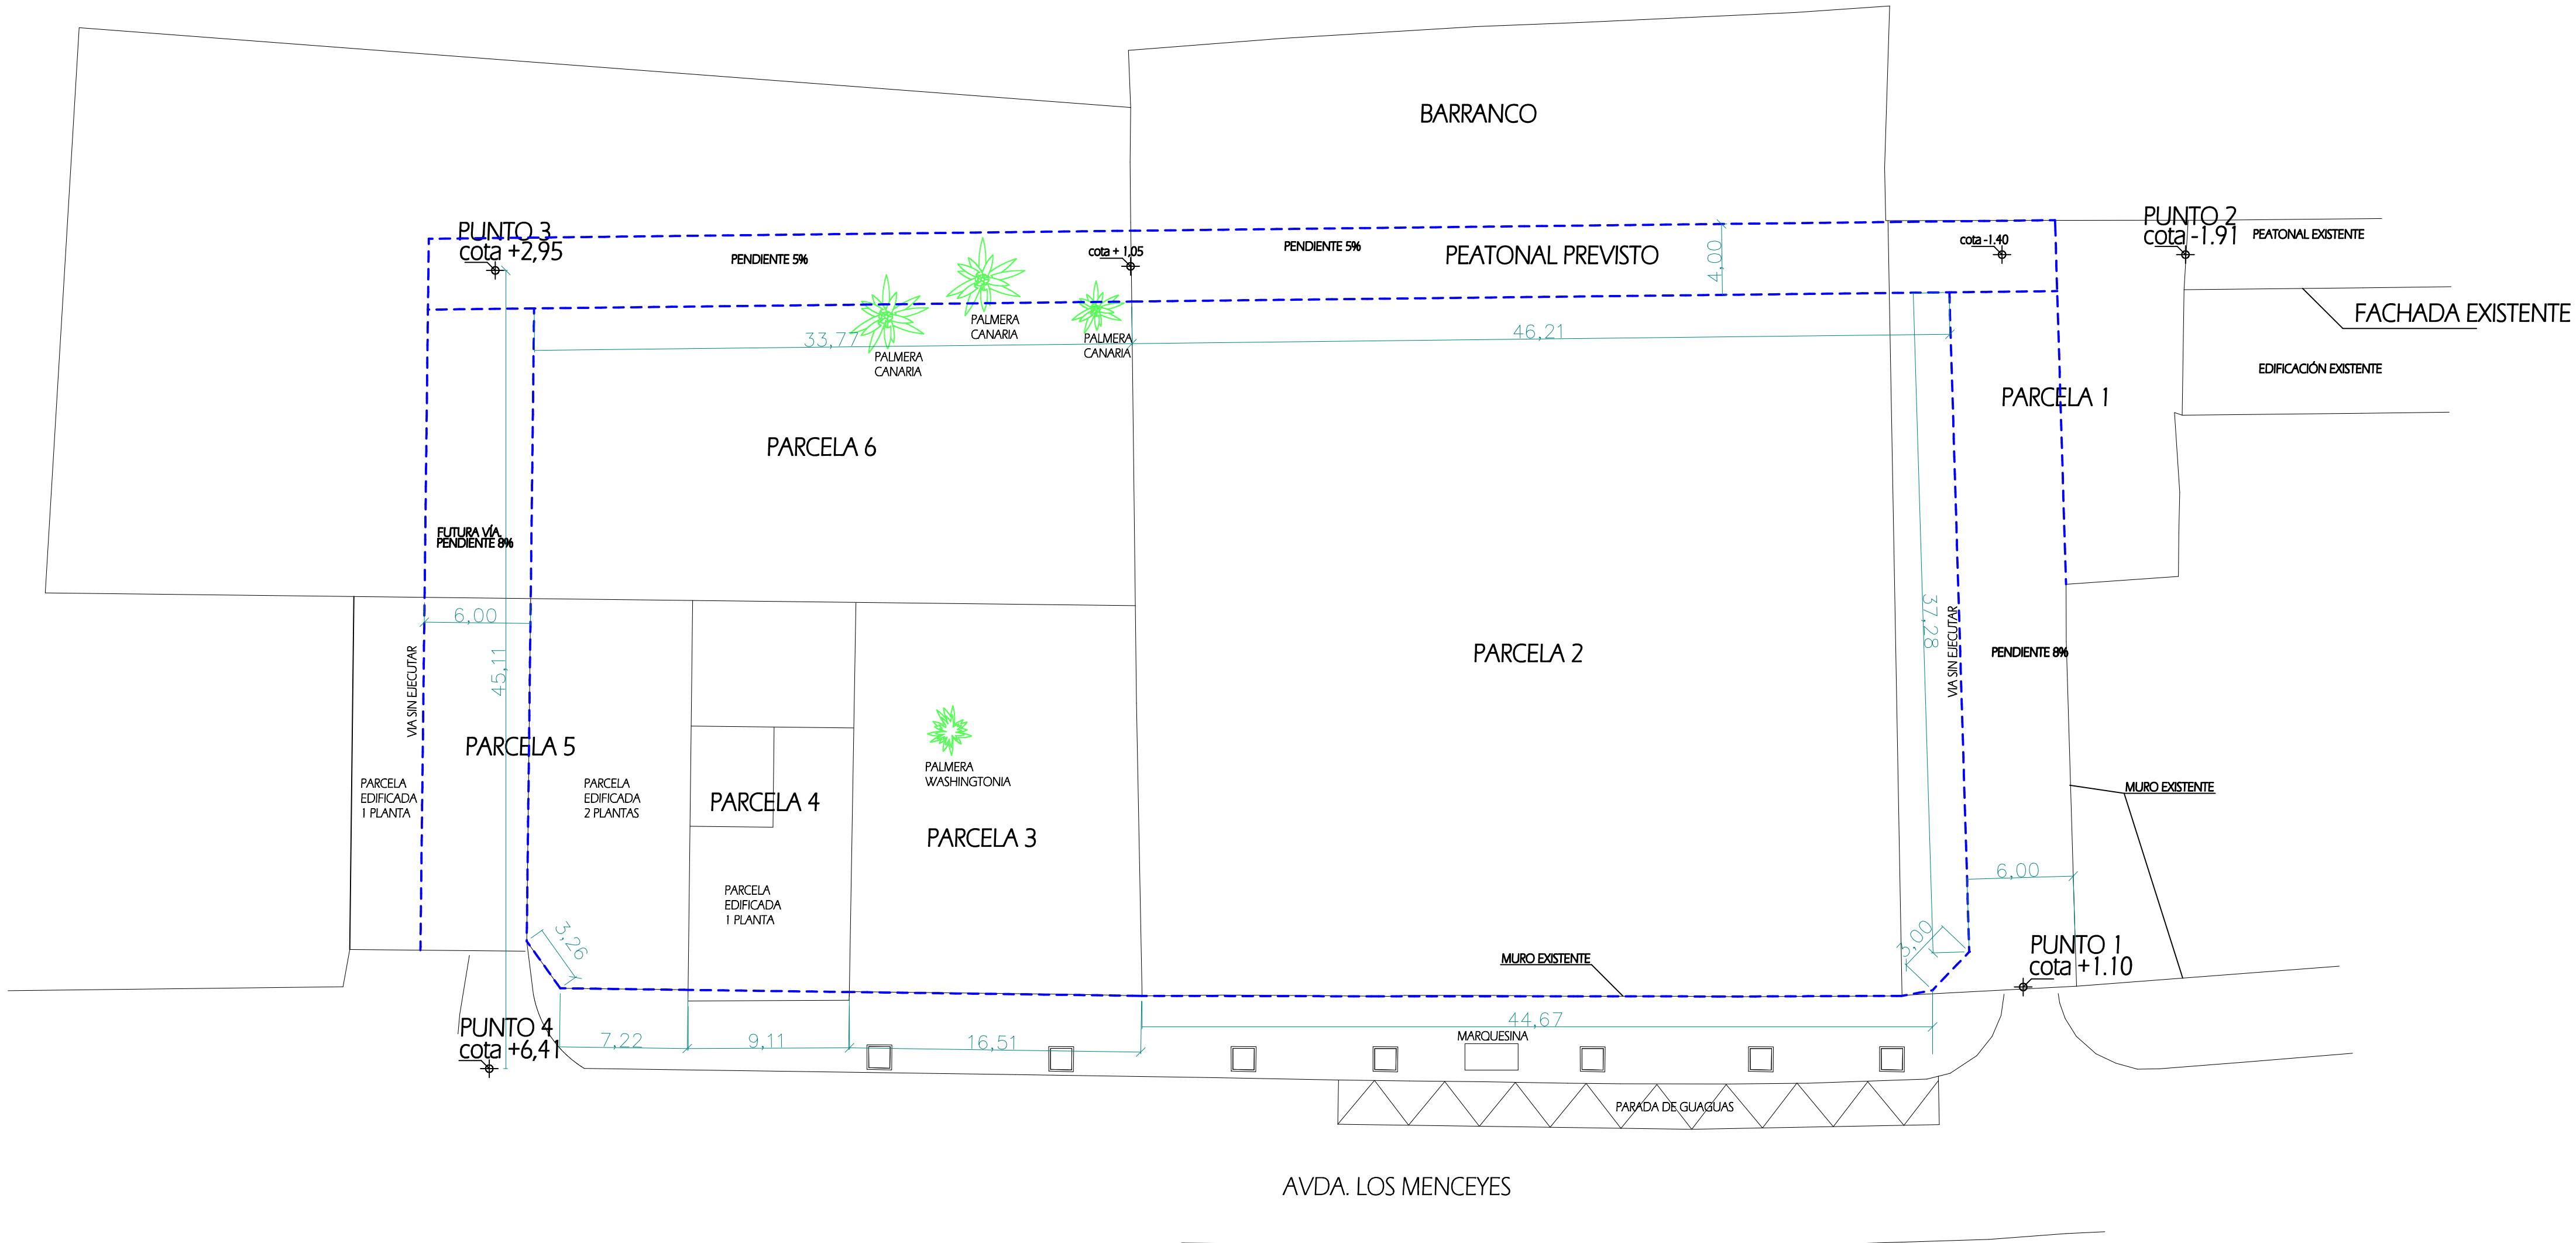 BARRANCO
PUNTO 3
cota +2,95
PENDIENTE 5%
cota + 1,05
PENDIENTE 5%
PEATONAL PREVISTO
4,00
cota -1.40
PUNTO 2
cota -1.91
PEATONAL EXISTENTE
FACHADA EXISTENTE
EDIFICACIÓN EXISTENTE
33,77
PALMERA
CANARIA
PALMERA
CANARIA
PALMERA
CANARIA
46,21
PARCELA 1
PARCELA 6
FUTURA VÍA.
PENDIENTE 8%
6,00
45,11
VIA SIN EJECUTAR
PARCELA 5
PARCELA
EDIFICADA
1 PLANTA
PARCELA
EDIFICADA
2 PLANTAS
PARCELA 4
PARCELA
EDIFICADA
1 PLANTA
PALMERA
WASHINGTONIA
PARCELA 3
PARCELA 2
37,28
VIA SIN EJECUTAR
PENDIENTE 8%
MURO EXISTENTE
6,00
3,00
3,26
MURO EXISTENTE
PUNTO 1
cota +1.10
PUNTO 4
cota +6,41
7,22
9,11
16,51
44,67
MARQUESINA
PARADA DE GUAGUAS
AVDA. LOS MENCEYES